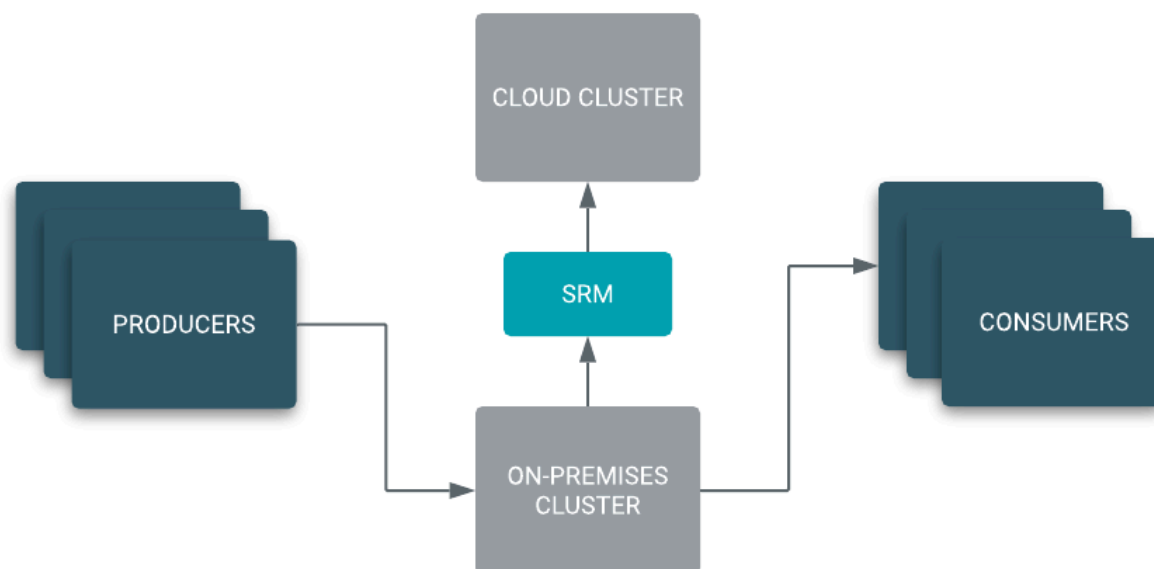 CLOUD CLUSTER
SRM
PRODUCERS
CONSUMERS
ON-PREMISES
CLUSTER